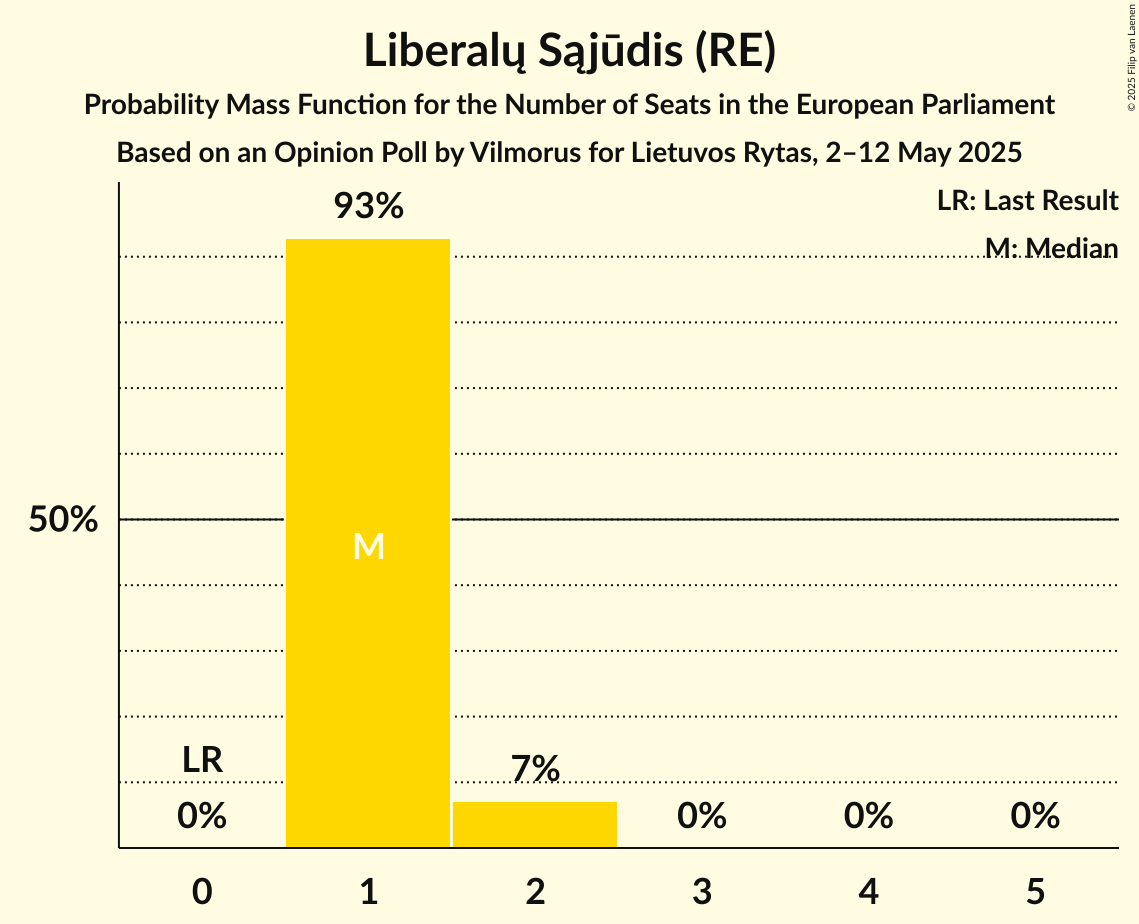 Liberalų Sąjūdis (RE)
Probability Mass Function for the Number of Seats in the European Parliament
Based on an Opinion Poll by Vilmorus for Lietuvos Rytas, 2–12 May 2025
© 2025 Filip van Laenen
LR: Last Result
M: Median
93%
50%
M
LR
7%
0%
0%
0%
0%
0
1
2
3
4
5